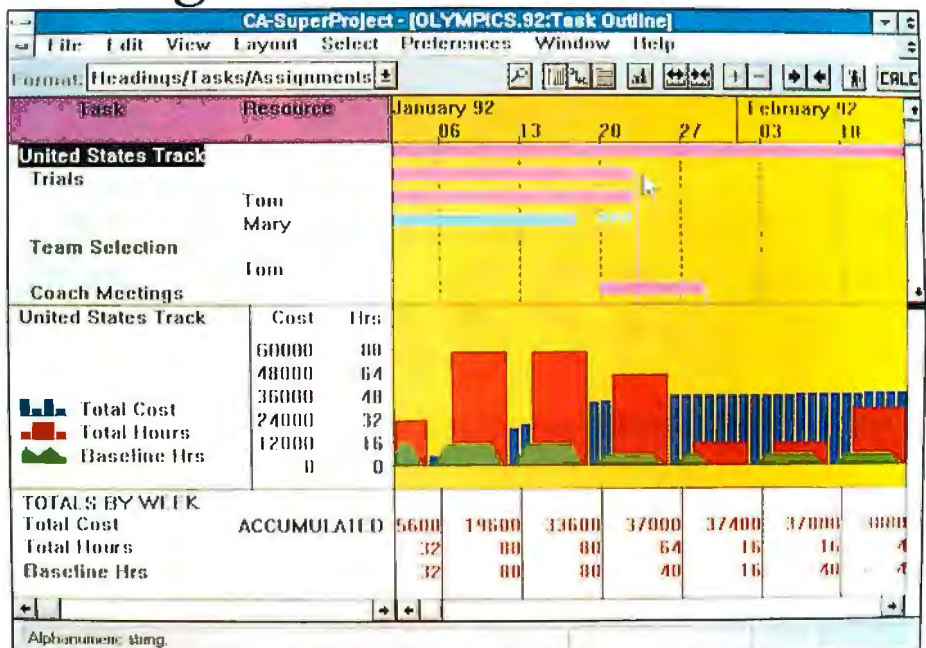 CA-SuperProject - [OLYMPICS.92:Task Outline]
File Edit View Layout Select Preferences Window Help
Format: Headings/Tasks/Assignments CALC
Task Resource January 92 February 92
06 13 20 27 03 10
United States Track
Trials
Tom
Mary
Team Selection
Tom
Coach Meetings
United States Track Cost Hrs
60000 80
48000 64
36000 48
Total Cost 24000 32
Total Hours 12000 16
Baseline Hrs 0 0
TOTALS BY WEEK
Total Cost ACCUMULATED 5600 19600 33600 37000 37400 37800
Total Hours 32 80 80 64 16 16 4
Baseline Hrs 32 80 80 40 16 40 4
Alphanumeric string.